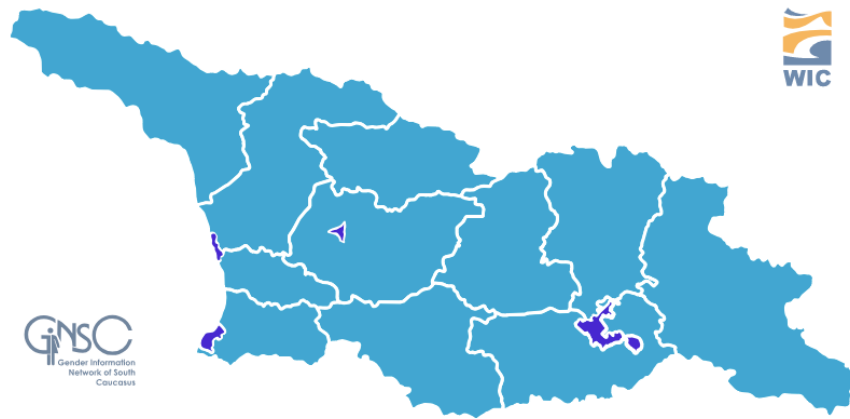 WIC
GINSC
Gender Information
Network of South
Caucasus